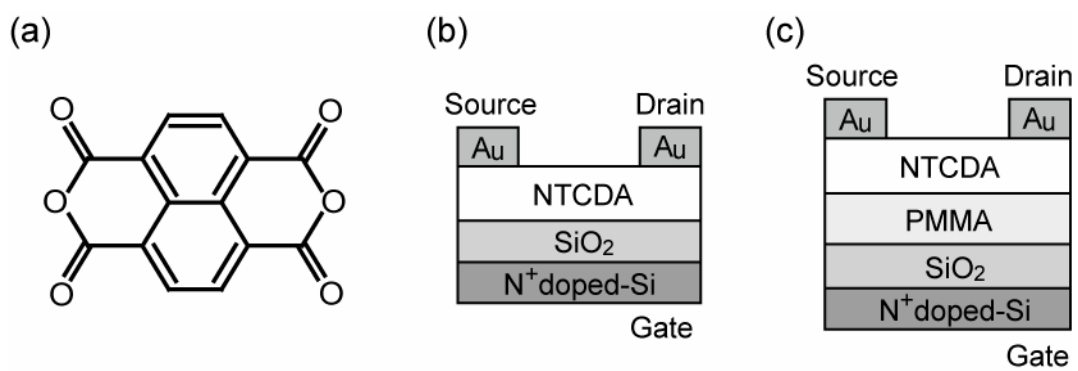 (a)
O O
O O
O O
(b)
Source Drain
Au Au
NTCDA
SiO₂
N⁺doped-Si
Gate
(c)
Source Drain
Au Au
NTCDA
PMMA
SiO₂
N⁺doped-Si
Gate